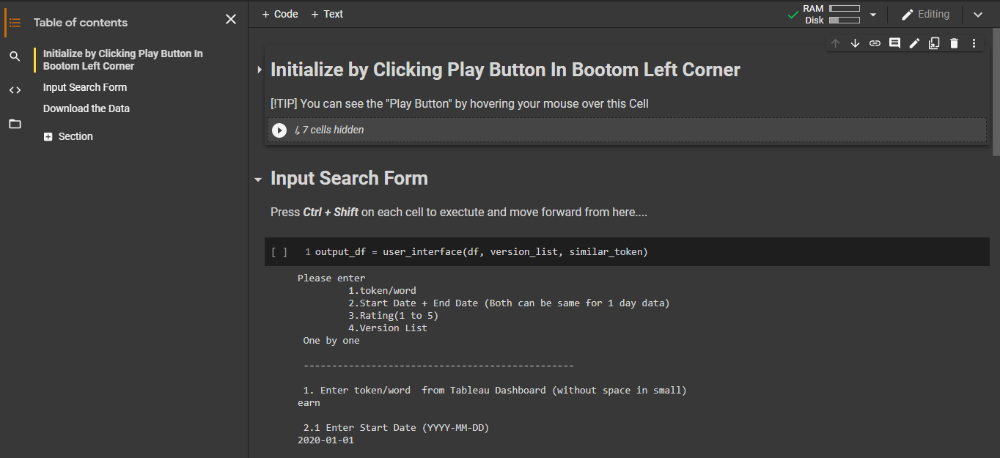 Table of contents
Initialize by Clicking Play Button In
Bootom Left Corner
Input Search Form
Download the Data
Section
+ Code + Text
RAM
Disk
Editing
Initialize by Clicking Play Button In Bootom Left Corner
[!TIP] You can see the "Play Button" by hovering your mouse over this Cell
↳ 7 cells hidden
Input Search Form
Press Ctrl + Shift on each cell to exectute and move forward from here....
[ ] 1 output_df = user_interface(df, version_list, similar_token)
Please enter
1.token/word
2.Start Date + End Date (Both can be same for 1 day data)
3.Rating(1 to 5)
4.Version List
One by one
------------------------------------------------
1. Enter token/word  from Tableau Dashboard (without space in small)
earn
2.1 Enter Start Date (YYYY-MM-DD)
2020-01-01